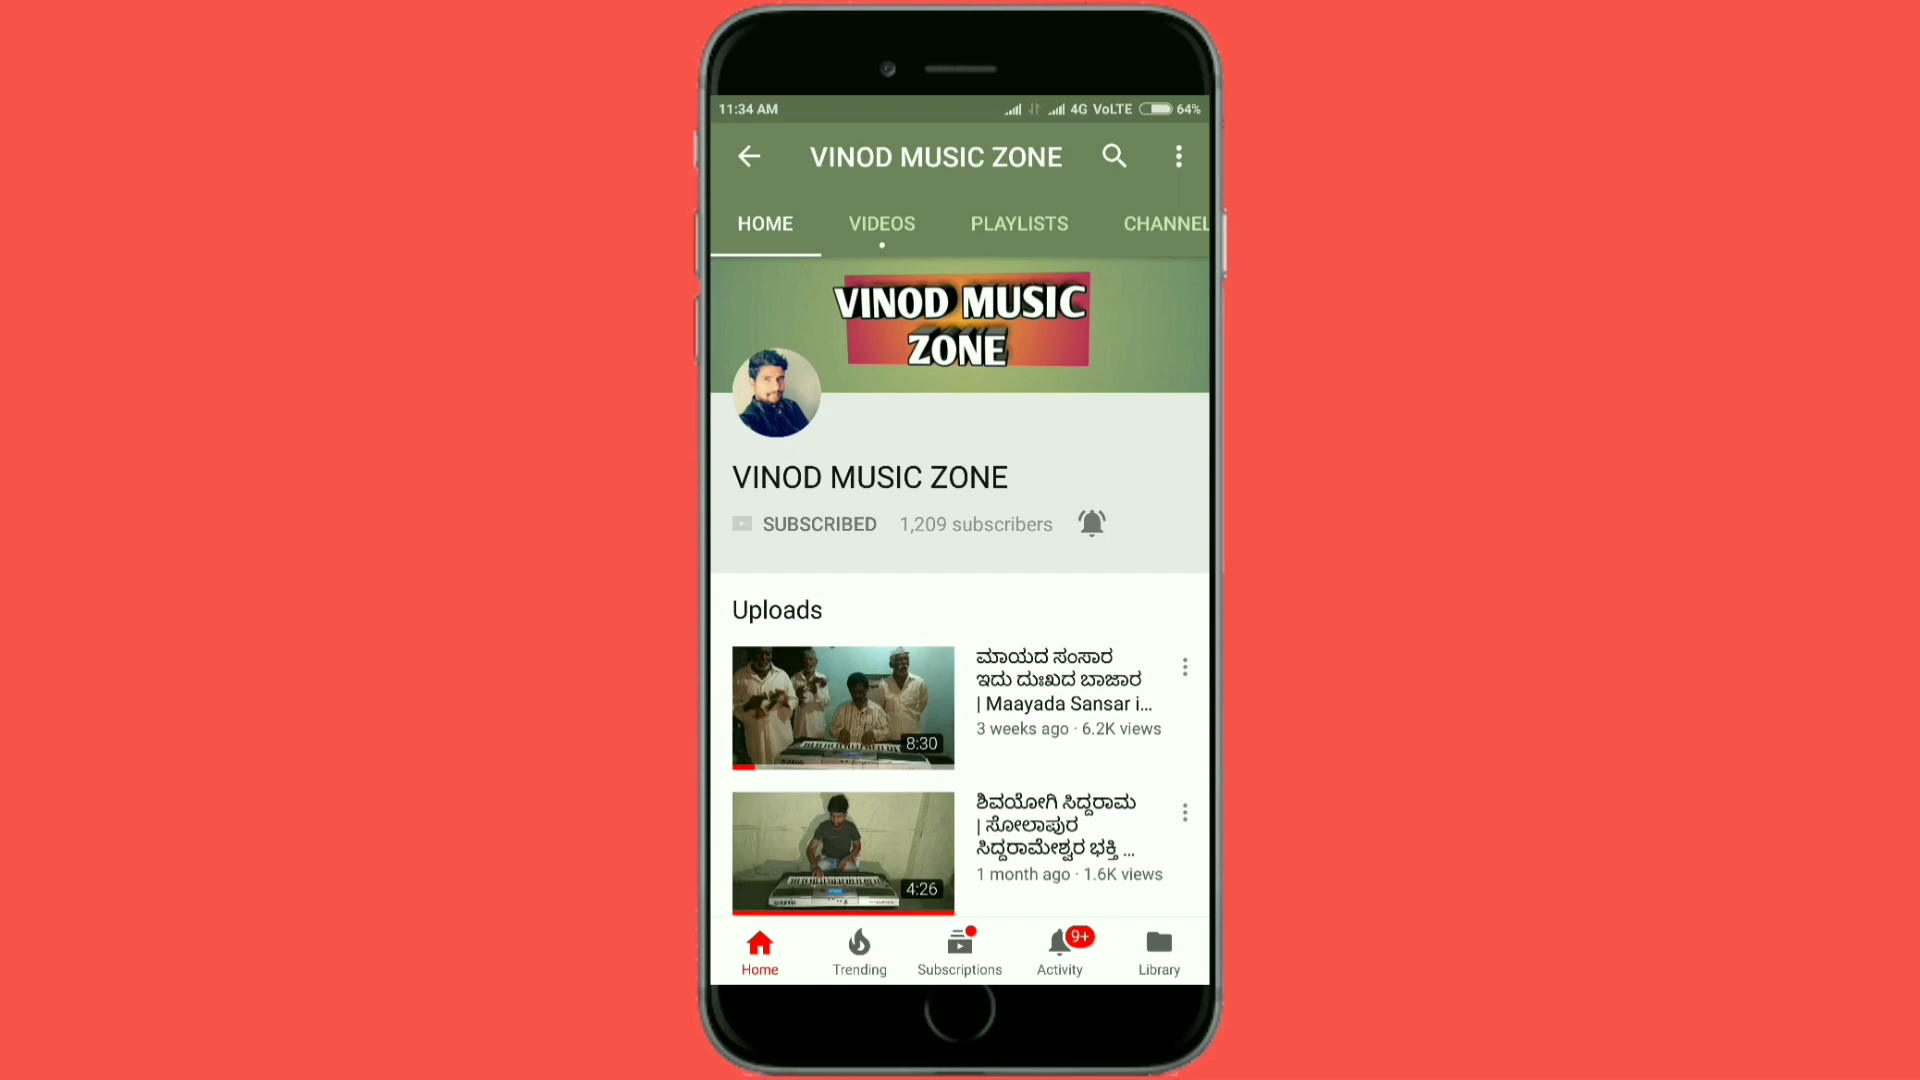 11:34 AM 4G VoLTE 64%
VINOD MUSIC ZONE
HOME VIDEOS PLAYLISTS CHANNEL
VINOD MUSIC
ZONE
VINOD MUSIC ZONE
SUBSCRIBED 1,209 subscribers
Uploads
ಮಾಯದ ಸಂಸಾರ
ಇದು ದುಃಖದ ಬಾಜಾರ
| Maayada Sansar i...
3 weeks ago · 6.2K views
8:30
ಶಿವಯೋಗಿ ಸಿದ್ದರಾಮ
| ಸೋಲಾಪುರ
ಸಿದ್ದರಾಮೇಶ್ವರ ಭಕ್ತಿ ...
1 month ago · 1.6K views
4:26
9+
Home Trending Subscriptions Activity Library